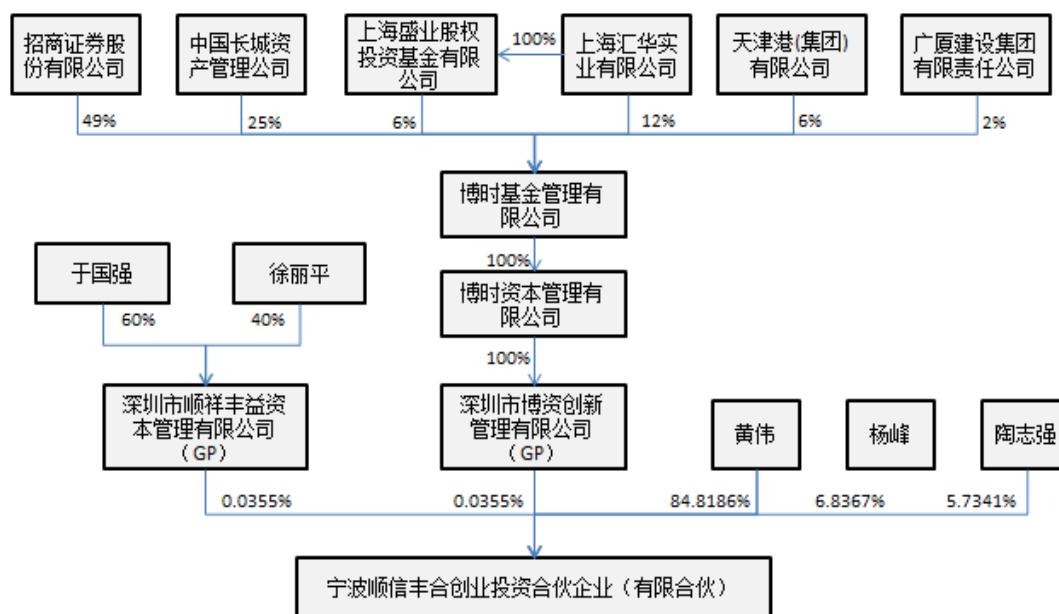 招商证券股
份有限公司
中国长城资
产管理公司
上海盛业股权
投资基金有限
公司
100%
上海汇华实
业有限公司
天津港(集团)
有限公司
广厦建设集团
有限责任公司
49%
25%
6%
12%
6%
2%
博时基金管理有
限公司
于国强
徐丽平
100%
60%
40%
博时资本管理有
限公司
100%
深圳市顺祥丰益资
本管理有限公司
（GP）
深圳市博资创新
管理有限公司
（GP）
黄伟
杨峰
陶志强
0.0355%
0.0355%
84.8186%
6.8367%
5.7341%
宁波顺信丰合创业投资合伙企业（有限合伙）